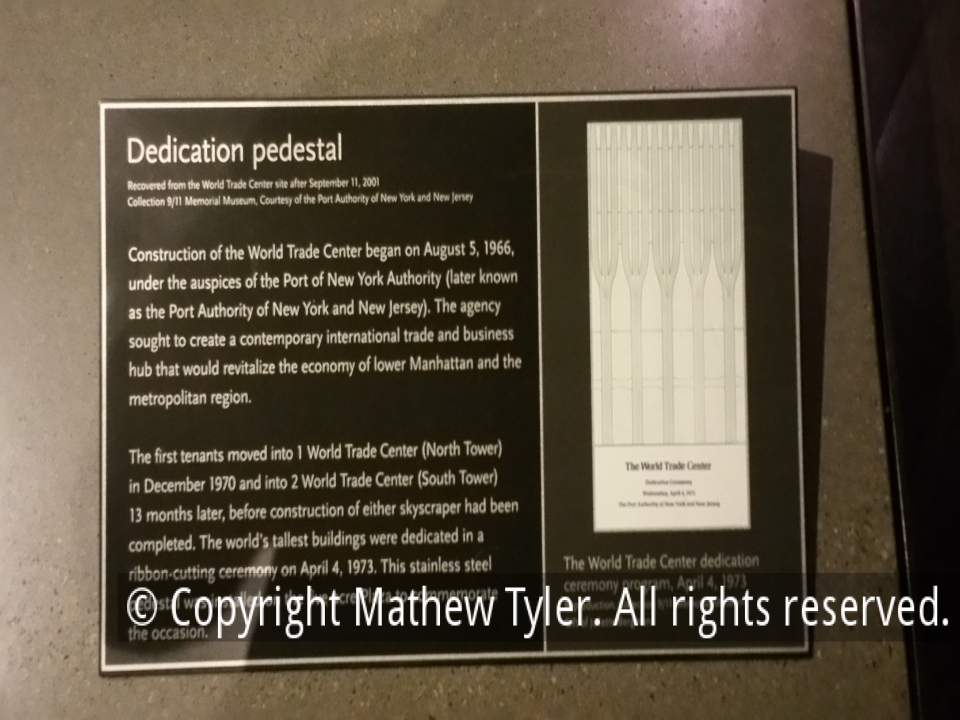 Dedication pedestal
Recovered from the World Trade Center site after September 11, 2001
Collection 9/11 Memorial Museum, Courtesy of the Port Authority of New York and New Jersey
Construction of the World Trade Center began on August 5, 1966,
under the auspices of the Port of New York Authority (later known
as the Port Authority of New York and New Jersey). The agency
sought to create a contemporary international trade and business
hub that would revitalize the economy of lower Manhattan and the
metropolitan region.
The first tenants moved into 1 World Trade Center (North Tower)
in December 1970 and into 2 World Trade Center (South Tower)
13 months later, before construction of either skyscraper had been
completed. The world's tallest buildings were dedicated in a
ribbon-cutting ceremony on April 4, 1973. This stainless steel
pedestal was installed on the five-acre Plaza to commemorate
the occasion.
The World Trade Center
Dedication Ceremony
Wednesday, April 4, 1973
The Port Authority of New York and New Jersey
The World Trade Center dedication
ceremony program, April 4, 1973
© Copyright Mathew Tyler. All rights reserved.